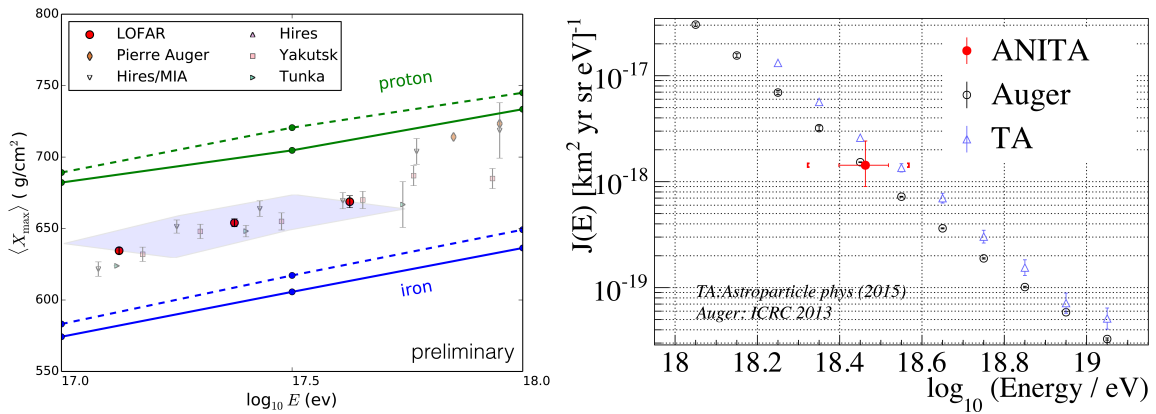 800
750
700
650
600
550
⟨X_max⟩ ( g/cm²)
LOFAR
Pierre Auger
Hires/MIA
Hires
Yakutsk
Tunka
proton
iron
preliminary
17.0
17.5
18.0
log₁₀ E (ev)
J(E) [km² yr sr eV]⁻¹
10⁻¹⁷
10⁻¹⁸
10⁻¹⁹
ANITA
Auger
TA
TA:Astroparticle phys (2015)
Auger: ICRC 2013
18
18.2
18.4
18.6
18.8
19
log₁₀ (Energy / eV)